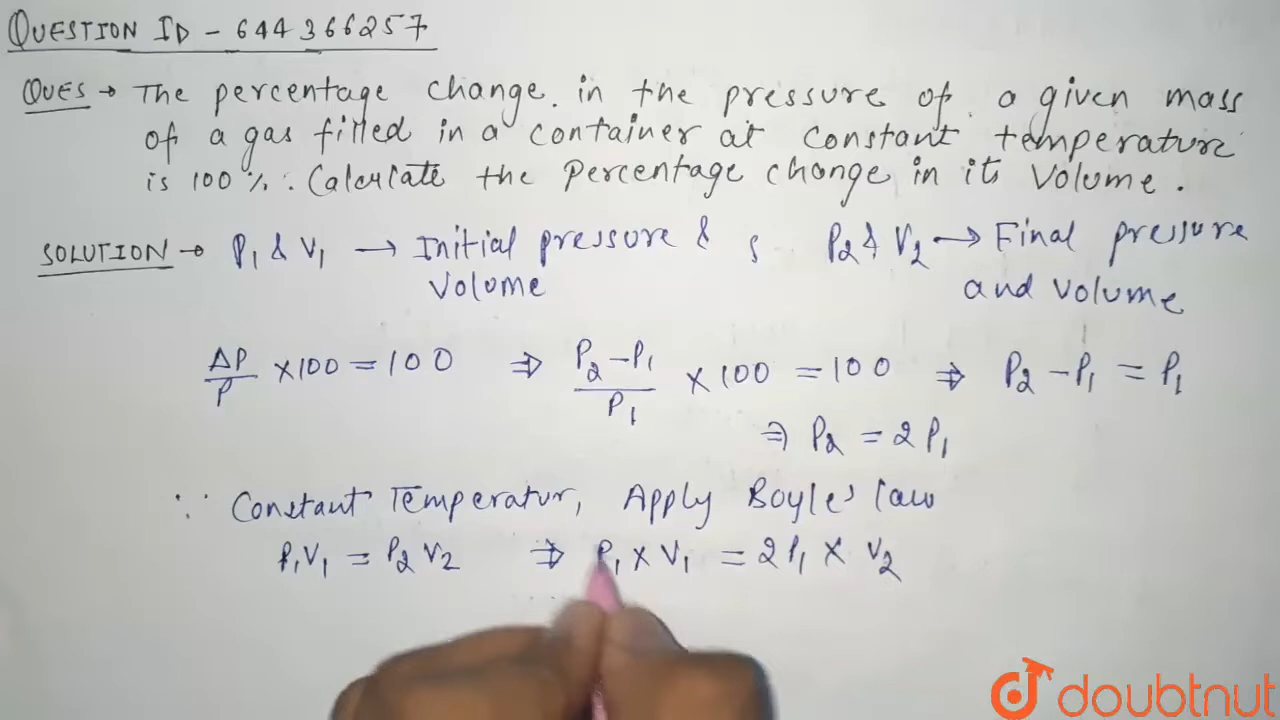 QUESTION ID - 644366257
QUES → The percentage change in the pressure of a given mass
of a gas filled in a container at constant temperature
is 100%. Calculate the percentage change in its volume.
SOLUTION → P₁ & V₁ → Initial pressure & ; P₂ & V₂ → Final pressure
volume and volume
ΔP/P × 100 = 100 ⇒ P₂ - P₁/P₁ × 100 = 100 ⇒ P₂ - P₁ = P₁
⇒ P₂ = 2P₁
∵ Constant Temperatur, Apply Boyle's law
P₁V₁ = P₂V₂ ⇒ P₁ × V₁ = 2P₁ × V₂
doubtnut